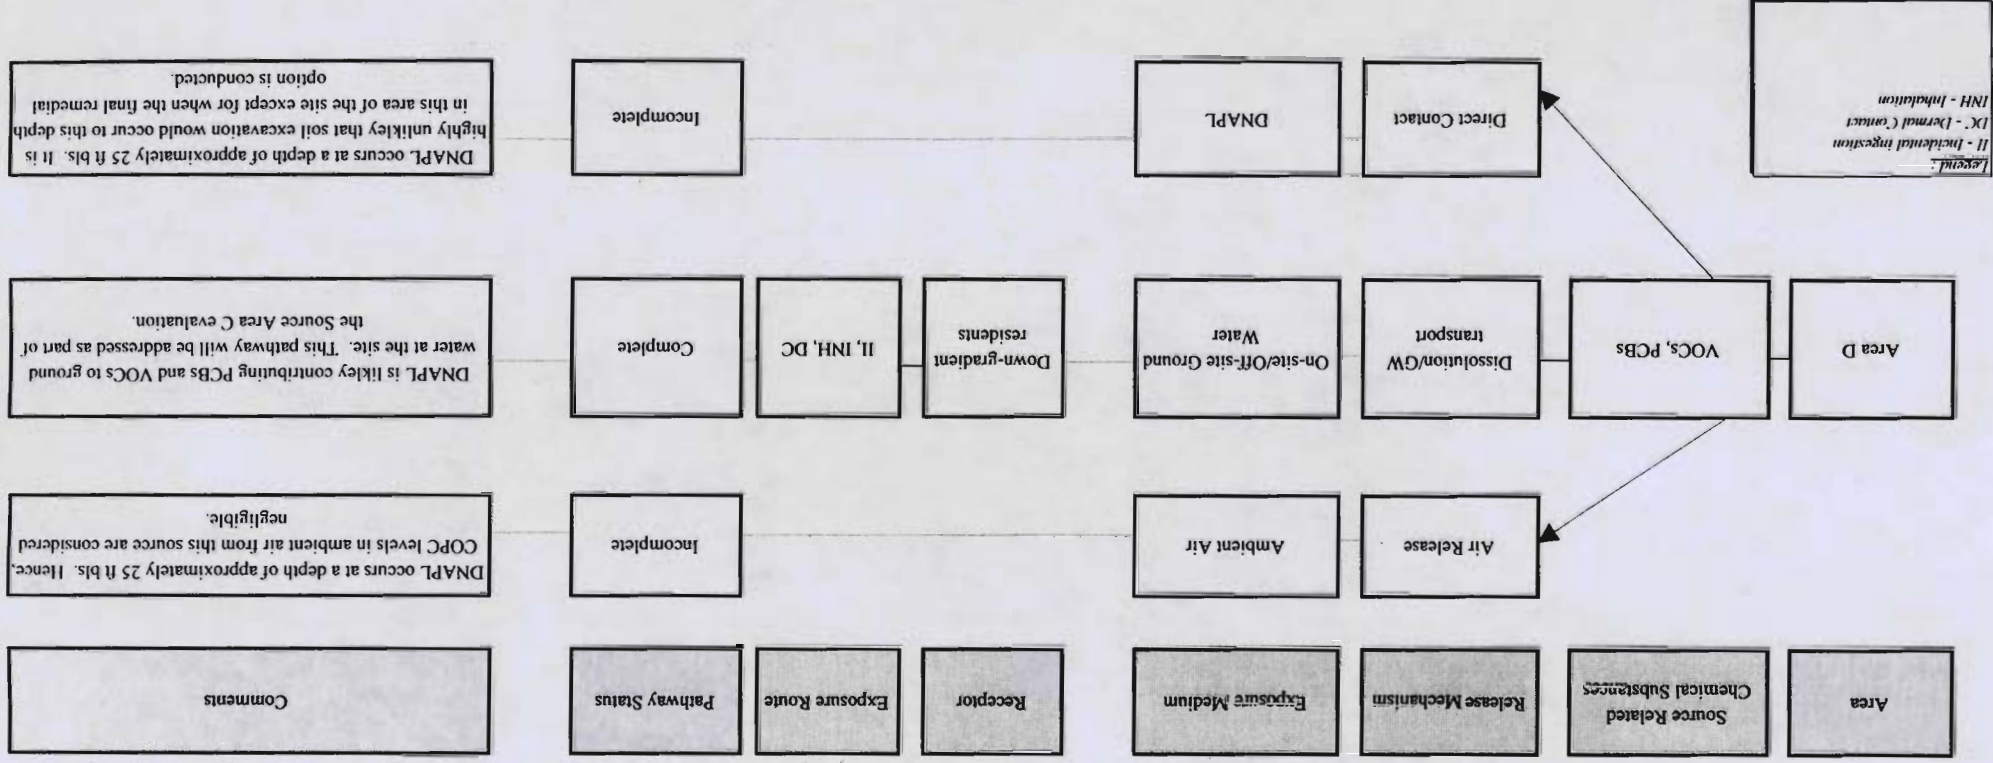 Area
Source Related
Chemical Substances
Release Mechanism
Exposure Medium
Receptor
Exposure Route
Pathway Status
Comments
Air Release
Ambient Air
Incomplete
DNAPL occurs at a depth of approximately 25 ft bls. Hence,
COPC levels in ambient air from this source are considered
negligible.
Area D
VOCs, PCBs
Dissolution/GW
transport
On-site/Off-site Ground
Water
Down-gradient
residents
II, INH, DC
Complete
DNAPL is likley contributing PCBs and VOCs to ground
water at the site. This pathway will be addressed as part of
the Source Area C evaluation.
Direct Contact
DNAPL
Incomplete
DNAPL occurs at a depth of approximately 25 ft bls. It is
highly unlikley that soil excavation would occur to this depth
in this area of the site except for when the final remedial
option is conducted.
Legend:
II - Incidental ingestion
DC - Dermal Contact
INH - Inhalation